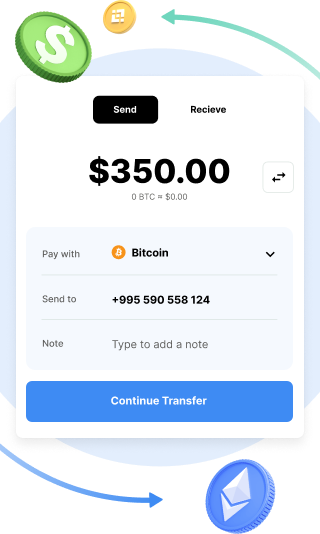 Send
Recieve
$350.00
0 BTC ≈ $0.00
Pay with
Bitcoin
Send to
+995 590 558 124
Note
Type to add a note
Continue Transfer